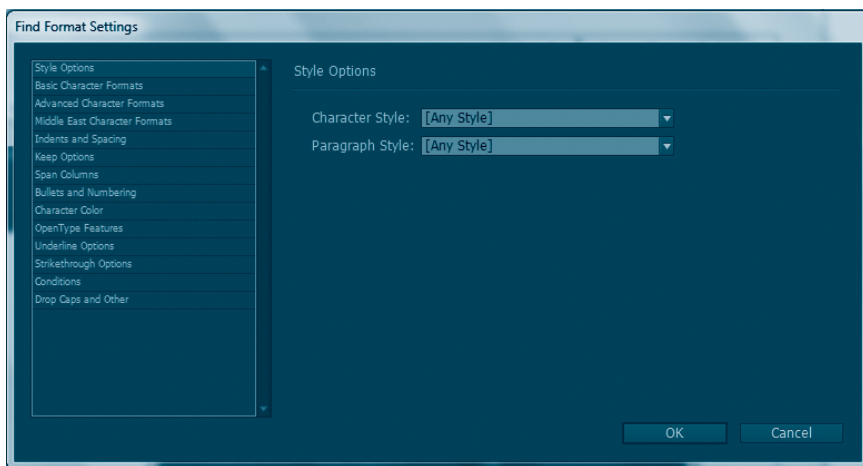 Find Format Settings
Style Options
Basic Character Formats
Advanced Character Formats
Middle East Character Formats
Indents and Spacing
Keep Options
Span Columns
Bullets and Numbering
Character Color
OpenType Features
Underline Options
Strikethrough Options
Conditions
Drop Caps and Other
Style Options
Character Style: [Any Style]
Paragraph Style: [Any Style]
OK Cancel